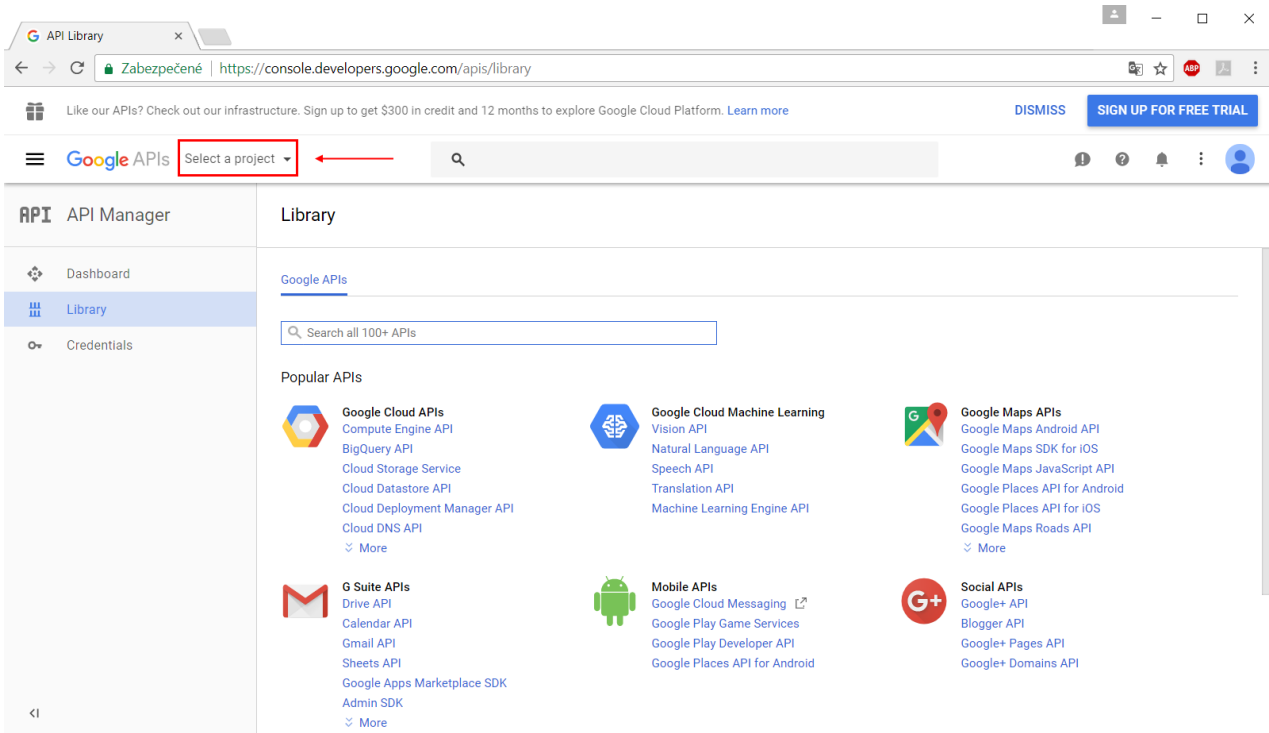 API Library
Zabezpečené | https://console.developers.google.com/apis/library
ABP
Like our APIs? Check out our infrastructure. Sign up to get $300 in credit and 12 months to explore Google Cloud Platform. Learn more
DISMISS
SIGN UP FOR FREE TRIAL
Google APIs
Select a project
API API Manager
Library
Dashboard
Library
Credentials
Google APIs
Search all 100+ APIs
Popular APIs
Google Cloud APIs
Compute Engine API
BigQuery API
Cloud Storage Service
Cloud Datastore API
Cloud Deployment Manager API
Cloud DNS API
More
Google Cloud Machine Learning
Vision API
Natural Language API
Speech API
Translation API
Machine Learning Engine API
G
Google Maps APIs
Google Maps Android API
Google Maps SDK for iOS
Google Maps JavaScript API
Google Places API for Android
Google Places API for iOS
Google Maps Roads API
More
G Suite APIs
Drive API
Calendar API
Gmail API
Sheets API
Google Apps Marketplace SDK
Admin SDK
More
Mobile APIs
Google Cloud Messaging
Google Play Game Services
Google Play Developer API
Google Places API for Android
G+
Social APIs
Google+ API
Blogger API
Google+ Pages API
Google+ Domains API